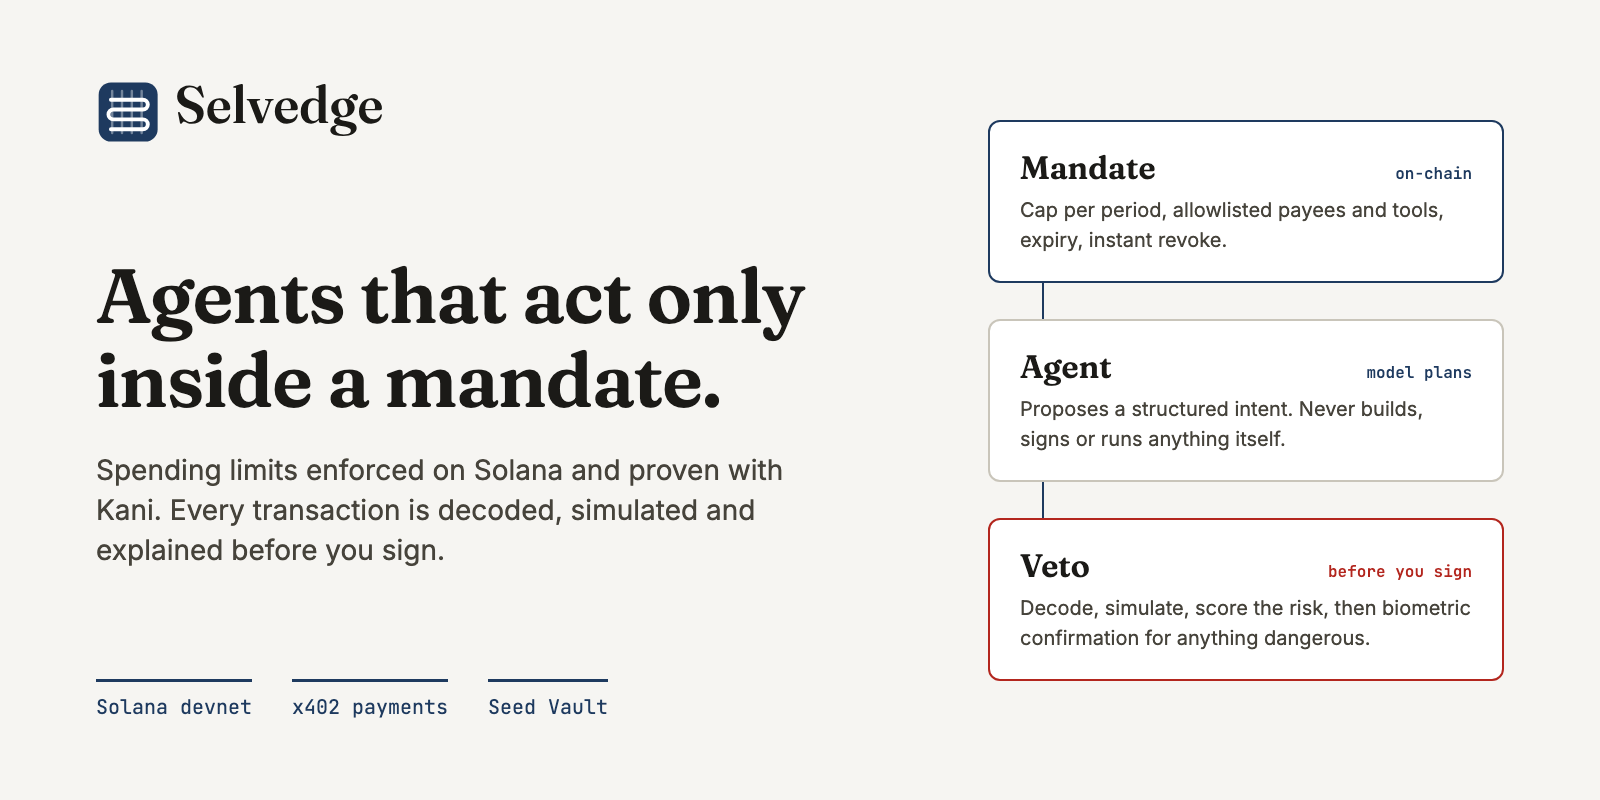 Selvedge
Agents that act only
inside a mandate.
Spending limits enforced on Solana and proven with
Kani. Every transaction is decoded, simulated and
explained before you sign.
Solana devnet
x402 payments
Seed Vault
Mandate
on-chain
Cap per period, allowlisted payees and tools,
expiry, instant revoke.
Agent
model plans
Proposes a structured intent. Never builds,
signs or runs anything itself.
Veto
before you sign
Decode, simulate, score the risk, then biometric
confirmation for anything dangerous.